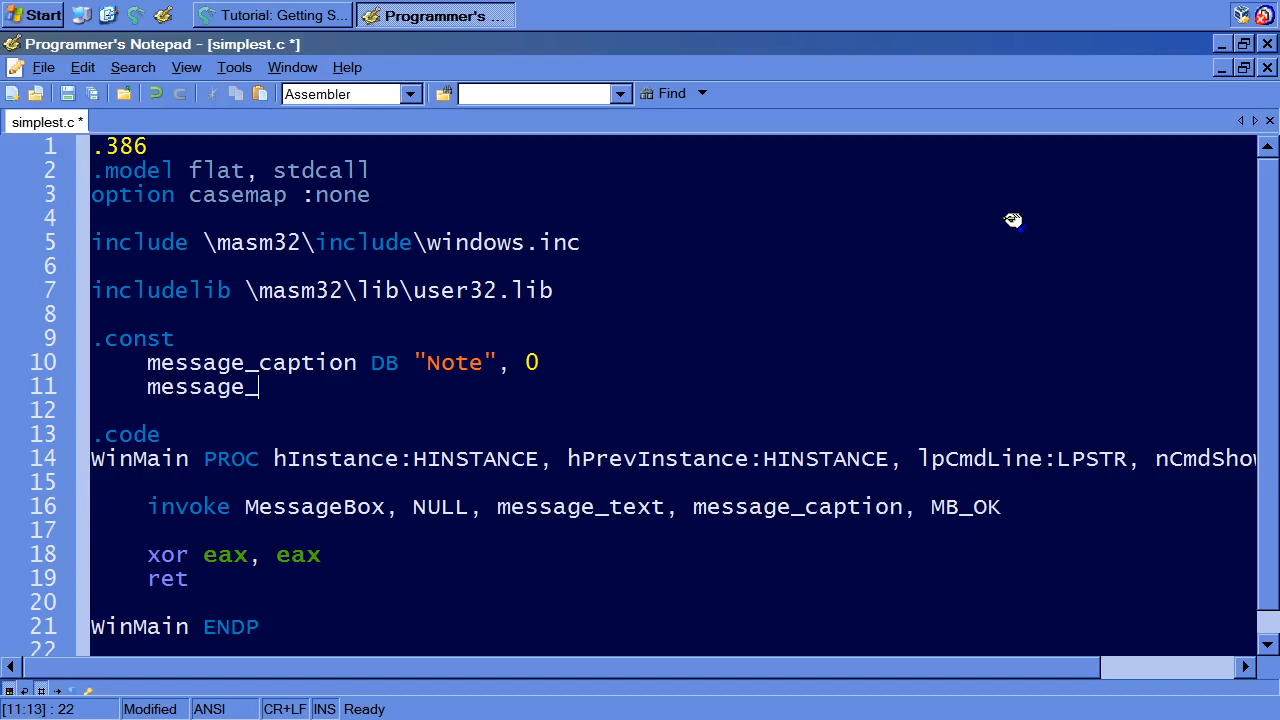 Start Tutorial: Getting S... Programmer's ...
Programmer's Notepad - [simplest.c *]
File Edit Search View Tools Window Help
Assembler Find
simplest.c *
1 .386
2 .model flat, stdcall
3 option casemap :none
4
5 include \masm32\include\windows.inc
6
7 includelib \masm32\lib\user32.lib
8
9 .const
10 message_caption DB "Note", 0
11 message_
12
13 .code
14 WinMain PROC hInstance:HINSTANCE, hPrevInstance:HINSTANCE, lpCmdLine:LPSTR, nCmdShow
15
16 invoke MessageBox, NULL, message_text, message_caption, MB_OK
17
18 xor eax, eax
19 ret
20
21 WinMain ENDP
22
[11:13] : 22 Modified ANSI CR+LF INS Ready